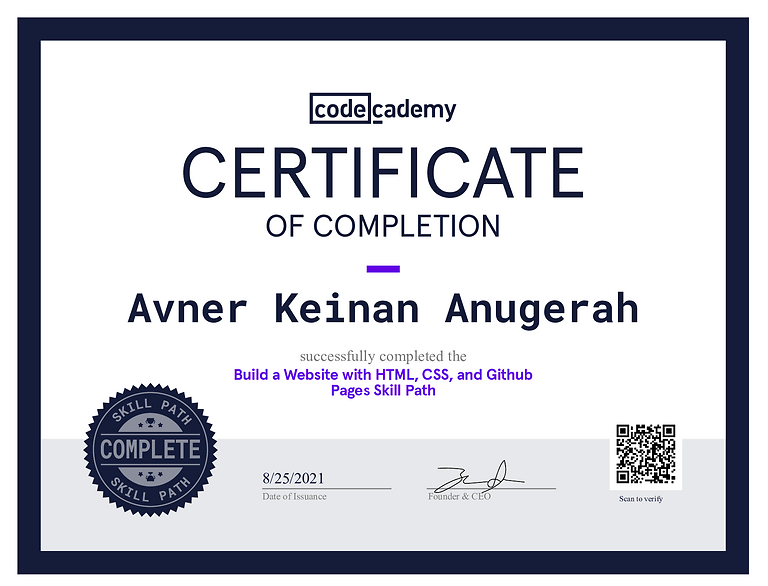 codecademy
CERTIFICATE
OF COMPLETION
Avner Keinan Anugerah
successfully completed the
Build a Website with HTML, CSS, and Github
Pages Skill Path
SKILL PATH
COMPLETE
SKILL PATH
8/25/2021
Date of Issuance
Founder & CEO
Scan to verify